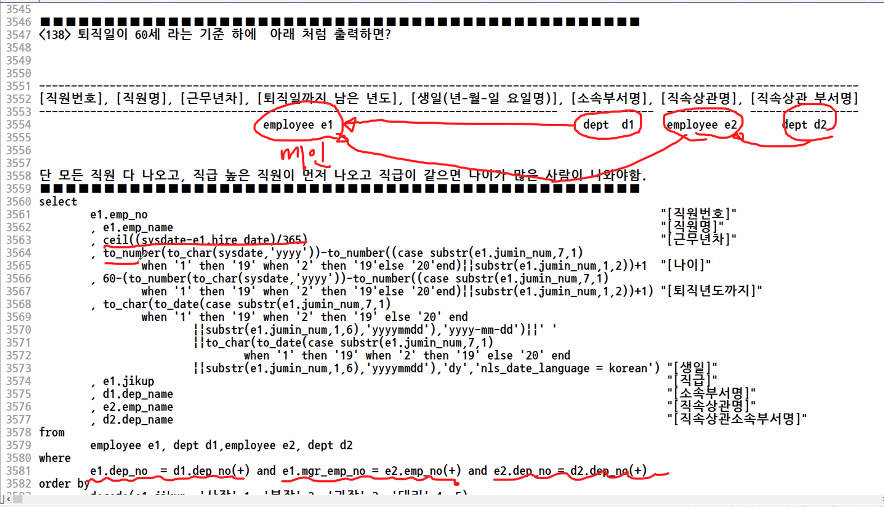 3545
3546 ■■■■■■■■■■■■■■■■■■■■■■■■■■■■■■■■■■■■■■■■■■■■■■■
3547 <138> 퇴직일이 60세 라는 기준 하에 아래 처럼 출력하면?
3548
3549
3550
3551 ------------------------------------------------------------
3552 [직원번호], [직원명], [근무년차], [퇴직일까지 남은 년도], [생일(년-월-일 요일명)], [소속부서명], [직속상관명], [직속상관 부서명]
3553 ------------------------------------------------------------
3554 employee e1 dept d1 employee e2 dept d2
3555
3556 메인
3557
3558 단 모든 직원 다 나오고, 직급 높은 직원이 먼저 나오고 직급이 같으면 나이가 많은 사람이 나와야함.
3559 ■■■■■■■■■■■■■■■■■■■■■■■■■■■■■■■■■■■■■■■■■■■■■■■
3560 select
3561 e1.emp_no "[직원번호]"
3562 , e1.emp_name "[직원명]"
3563 , ceil((sysdate-e1.hire_date)/365) "[근무년차]"
3564 , to_number(to_char(sysdate,'yyyy'))-to_number((case substr(e1.jumin_num,7,1)
3565 when '1' then '19' when '2' then '19'else '20'end)||substr(e1.jumin_num,1,2))+1 "[나이]"
3566 , 60-(to_number(to_char(sysdate,'yyyy'))-to_number((case substr(e1.jumin_num,7,1)
3567 when '1' then '19' when '2' then '19'else '20'end)||substr(e1.jumin_num,1,2))+1) "[퇴직년도까지]"
3568 , to_char(to_date(case substr(e1.jumin_num,7,1)
3569 when '1' then '19' when '2' then '19' else '20' end
3570 ||substr(e1.jumin_num,1,6),'yyyymmdd'),'yyyy-mm-dd')||' '
3571 ||to_char(to_date(case substr(e1.jumin_num,7,1)
3572 when '1' then '19' when '2' then '19' else '20' end
3573 ||substr(e1.jumin_num,1,6),'yyyymmdd'),'dy','nls_date_language = korean') "[생일]"
3574 , e1.jikup "[직급]"
3575 , d1.dep_name "[소속부서명]"
3576 , e2.emp_name "[직속상관명]"
3577 , d2.dep_name "[직속상관소속부서명]"
3578 from
3579 employee e1, dept d1,employee e2, dept d2
3580 where
3581 e1.dep_no = d1.dep_no(+) and e1.mgr_emp_no = e2.emp_no(+) and e2.dep_no = d2.dep_no(+)
3582 order by